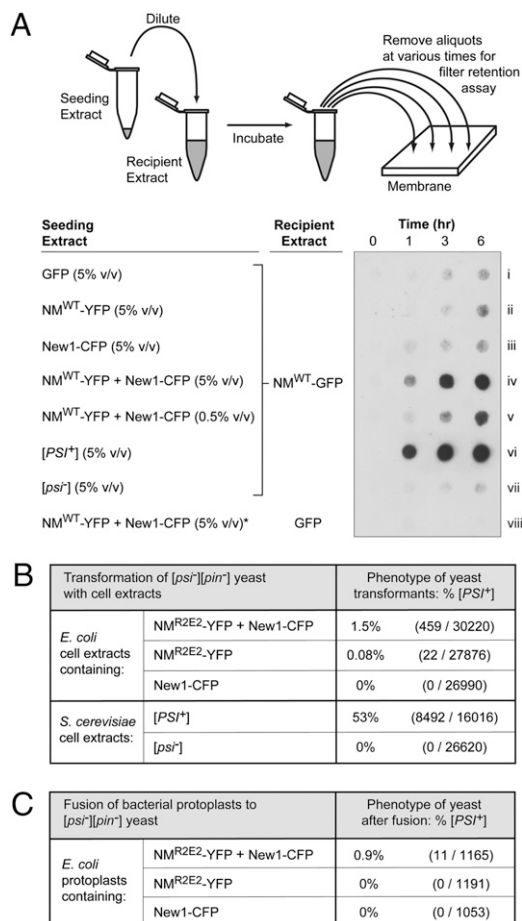 A
Dilute
Seeding
Extract
Recipient
Extract
Incubate
Remove aliquots
at various times for
filter retention
assay
Membrane
Seeding
Extract
Recipient
Extract
Time (hr)
0 1 3 6
GFP (5% v/v) i
NMWT-YFP (5% v/v) ii
New1-CFP (5% v/v) iii
NMWT-YFP + New1-CFP (5% v/v) NMWT-GFP iv
NMWT-YFP + New1-CFP (0.5% v/v) v
[PSI+] (5% v/v) vi
[psi-] (5% v/v) vii
NMWT-YFP + New1-CFP (5% v/v)* GFP viii
B
Transformation of [psi-][pin-] yeast
with cell extracts
Phenotype of yeast
transformants: % [PSI+]
E. coli
cell extracts
containing:
NMR2E2-YFP + New1-CFP 1.5% (459 / 30220)
NMR2E2-YFP 0.08% (22 / 27876)
New1-CFP 0% (0 / 26990)
S. cerevisiae
cell extracts:
[PSI+] 53% (8492 / 16016)
[psi-] 0% (0 / 26620)
C
Fusion of bacterial protoplasts to
[psi-][pin-] yeast
Phenotype of yeast
after fusion: % [PSI+]
E. coli
protoplasts
containing:
NMR2E2-YFP + New1-CFP 0.9% (11 / 1165)
NMR2E2-YFP 0% (0 / 1191)
New1-CFP 0% (0 / 1053)